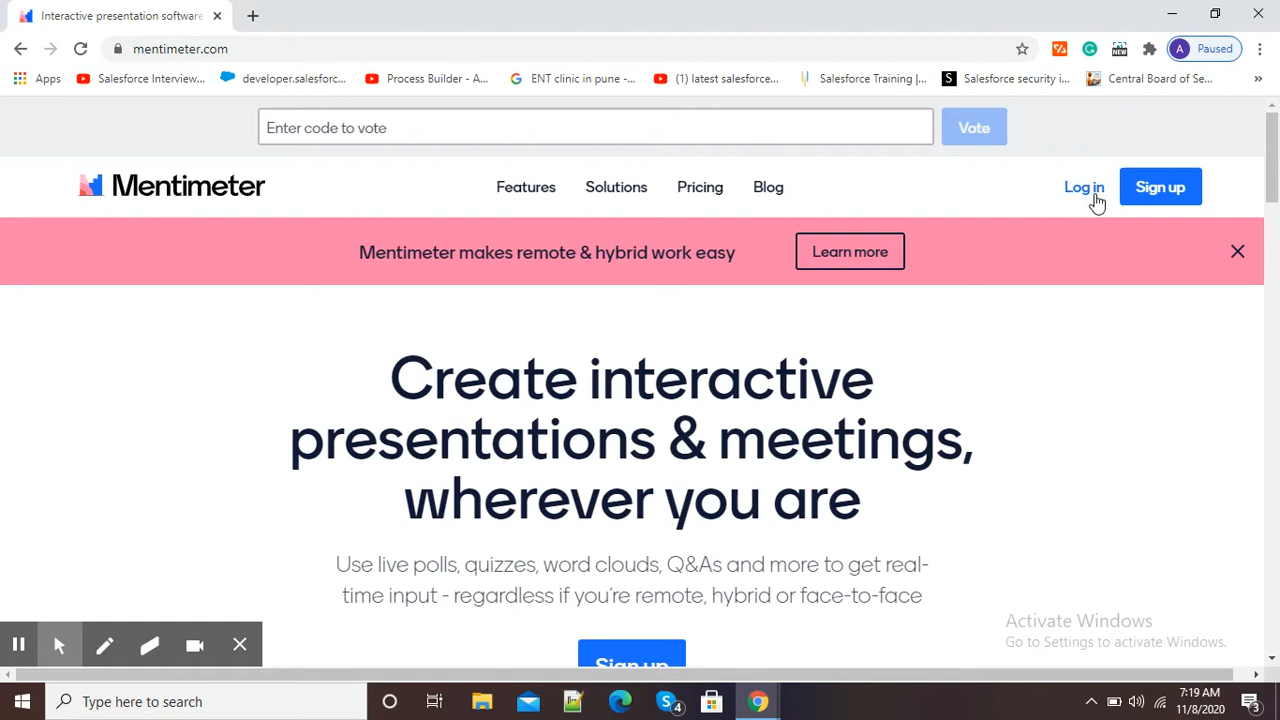 Interactive presentation software
mentimeter.com
A Paused
Apps
Salesforce Interview...
developer.salesforc...
Process Builder - A...
ENT clinic in pune -...
(1) latest salesforce...
Salesforce Training |...
Salesforce security i...
Central Board of Se...
Enter code to vote
Vote
Mentimeter
Features
Solutions
Pricing
Blog
Log in
Sign up
Mentimeter makes remote & hybrid work easy
Learn more
Create interactive
presentations & meetings,
wherever you are
Use live polls, quizzes, word clouds, Q&As and more to get real-
time input - regardless if you're remote, hybrid or face-to-face
Sign up
Activate Windows
Go to Settings to activate Windows.
Type here to search
4
7:19 AM
11/8/2020
3